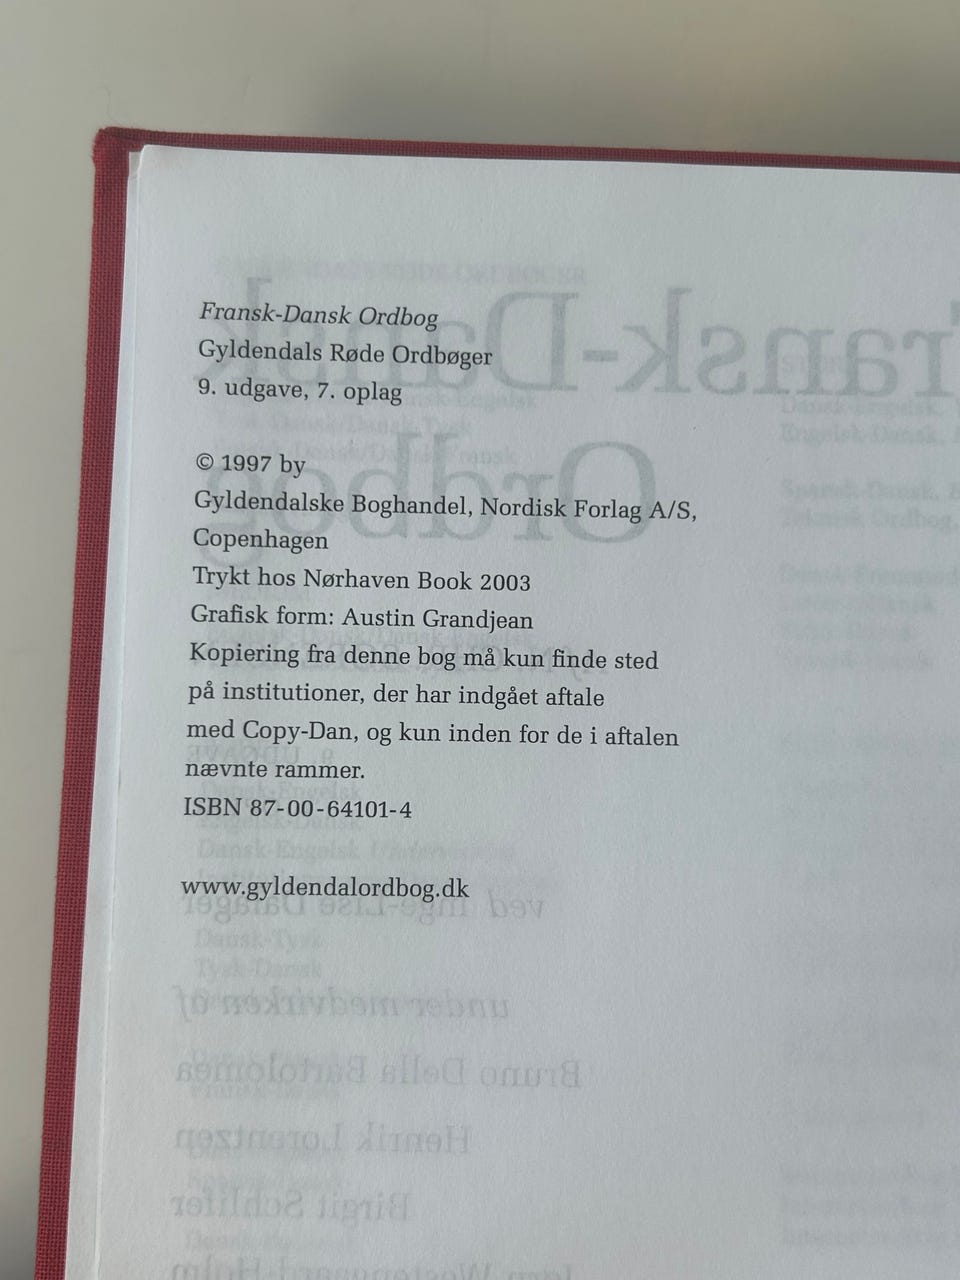 Fransk-Dansk Ordbog
Gyldendals Røde Ordbøger
9. udgave, 7. oplag
© 1997 by
Gyldendalske Boghandel, Nordisk Forlag A/S,
Copenhagen
Trykt hos Nørhaven Book 2003
Grafisk form: Austin Grandjean
Kopiering fra denne bog må kun finde sted
på institutioner, der har indgået aftale
med Copy-Dan, og kun inden for de i aftalen
nævnte rammer.
ISBN 87-00-64101-4
www.gyldendalordbog.dk